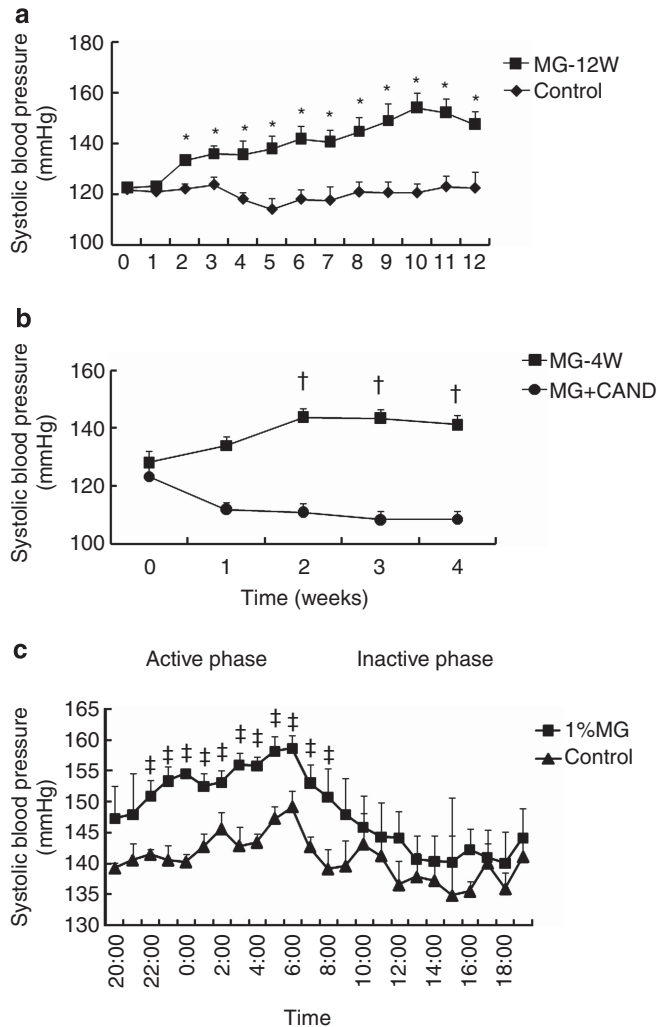 a
Systolic blood pressure
(mmHg)
180
160
140
120
100
* * * * * * * * * * *
MG-12W
Control
0 1 2 3 4 5 6 7 8 9 10 11 12
b
Systolic blood pressure
(mmHg)
160
140
120
100
† † †
MG-4W
MG+CAND
0 1 2 3 4
Time (weeks)
c
Active phase Inactive phase
Systolic blood pressure
(mmHg)
165
160
155
150
145
140
135
130
‡ ‡ ‡ ‡ ‡ ‡ ‡ ‡ ‡ ‡ ‡
1%MG
Control
20:00 22:00 0:00 2:00 4:00 6:00 8:00 10:00 12:00 14:00 16:00 18:00
Time